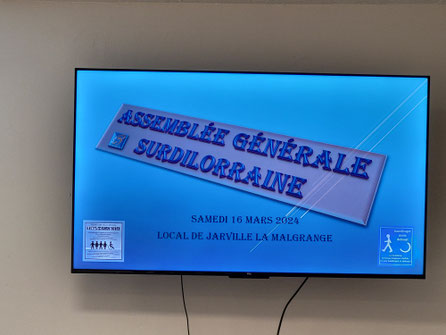 ASSEMBLÉE GÉNÉRALE
SURDILORRAINE
SAMEDI 16 MARS 2024
LOCAL DE JARVILLE LA MALGRANGE